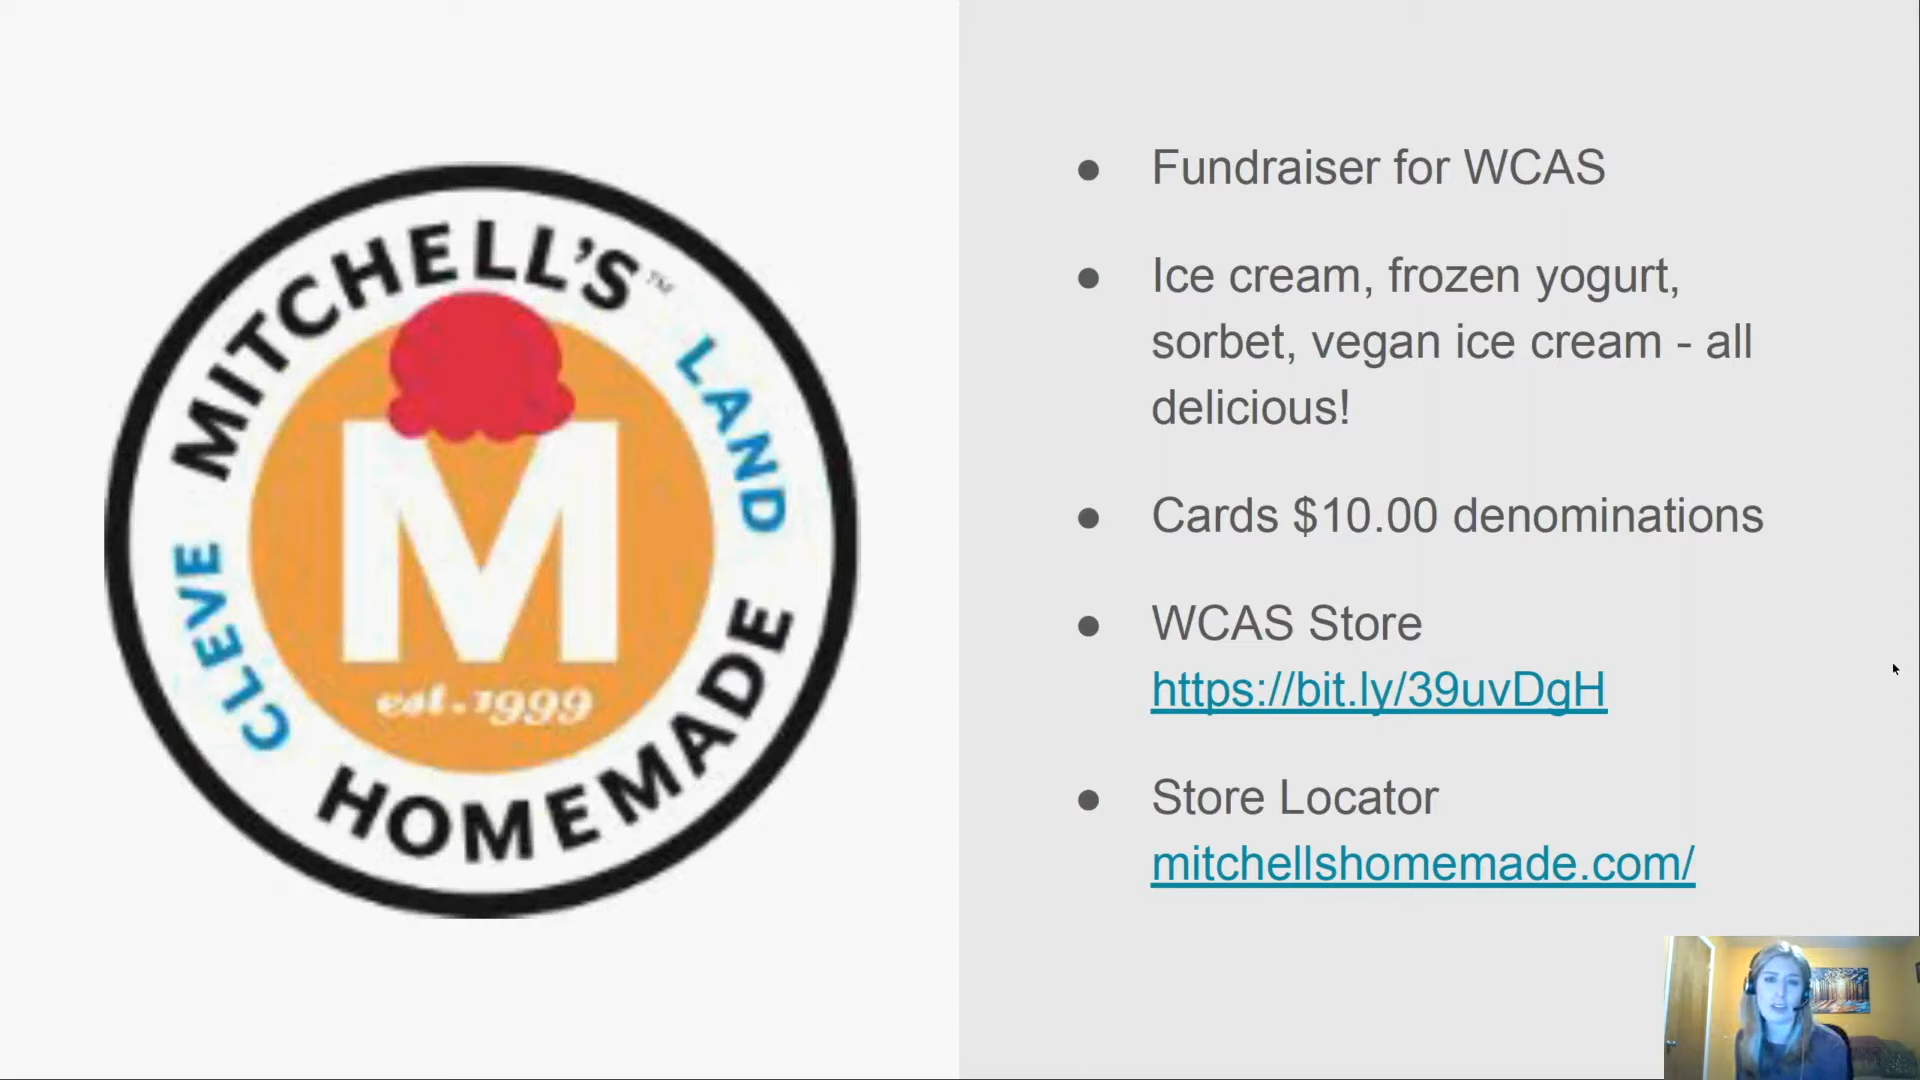 MITCHELL'S™
CLEVE
LAND
M
est. 1999
HOMEMADE
● Fundraiser for WCAS
● Ice cream, frozen yogurt,
sorbet, vegan ice cream - all
delicious!
● Cards $10.00 denominations
● WCAS Store
https://bit.ly/39uvDgH
● Store Locator
mitchellshomemade.com/